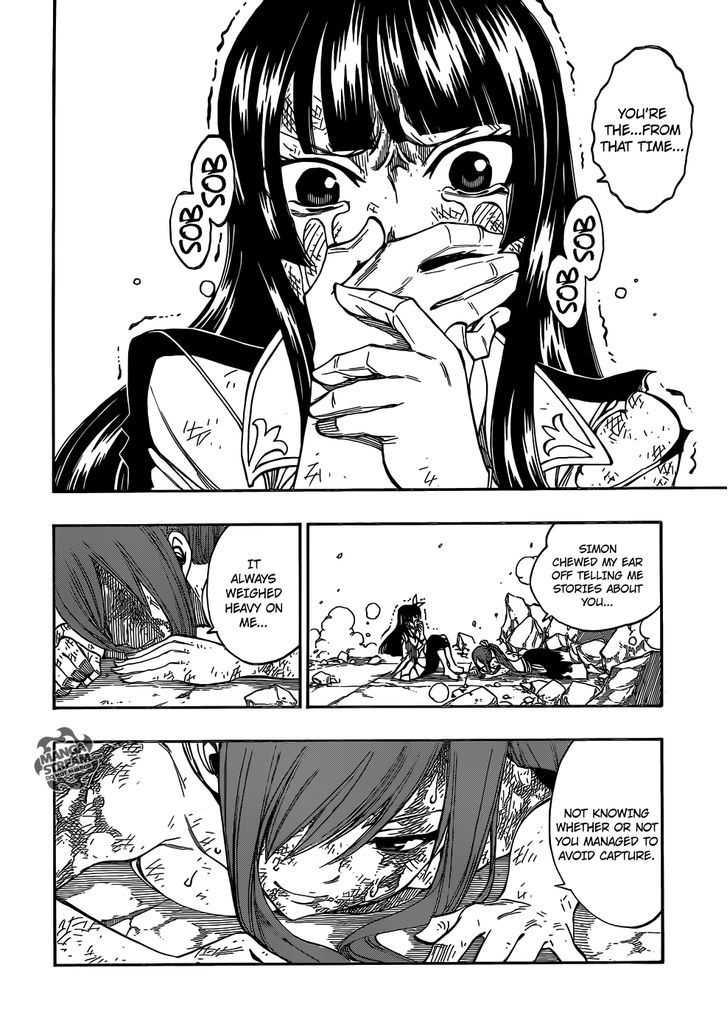 YOU'RE
THE...FROM
THAT TIME...
SOB
SOB
SOB
SOB
SIMON
CHEWED MY EAR
OFF TELLING ME
STORIES ABOUT
YOU...
IT
ALWAYS
WEIGHED
HEAVY ON
ME...
MANGA
STREAM
NOT KNOWING
WHETHER OR NOT
YOU MANAGED TO
AVOID CAPTURE.